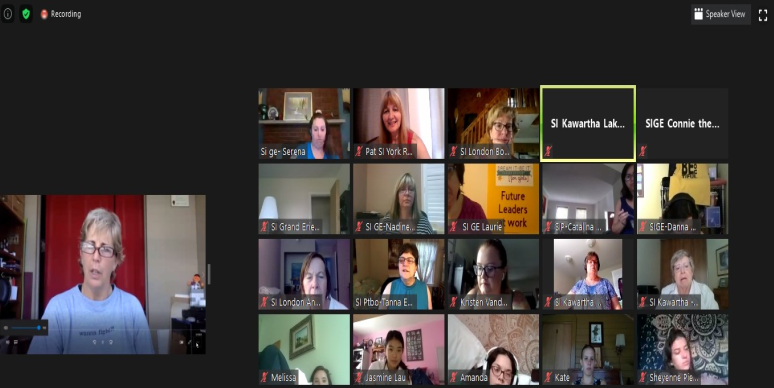 Recording
Speaker View
Si ge- Serena
Pat SI York R...
SI London Bo...
SI Kawartha Lak...
SIGE Connie the...
SI Grand Erie...
SI GE-Nadine...
SI GE Laurie
Future
Leaders
t work
SIP-Catalina ...
SIGE-Danna ...
SI London An...
SI Ptbo-Tanna E...
Kristen Vand...
SI Kawartha ...
SI Kawartha -...
Melissa
Jasmine Lau
Amanda
Kate
Sheyenne Pie...